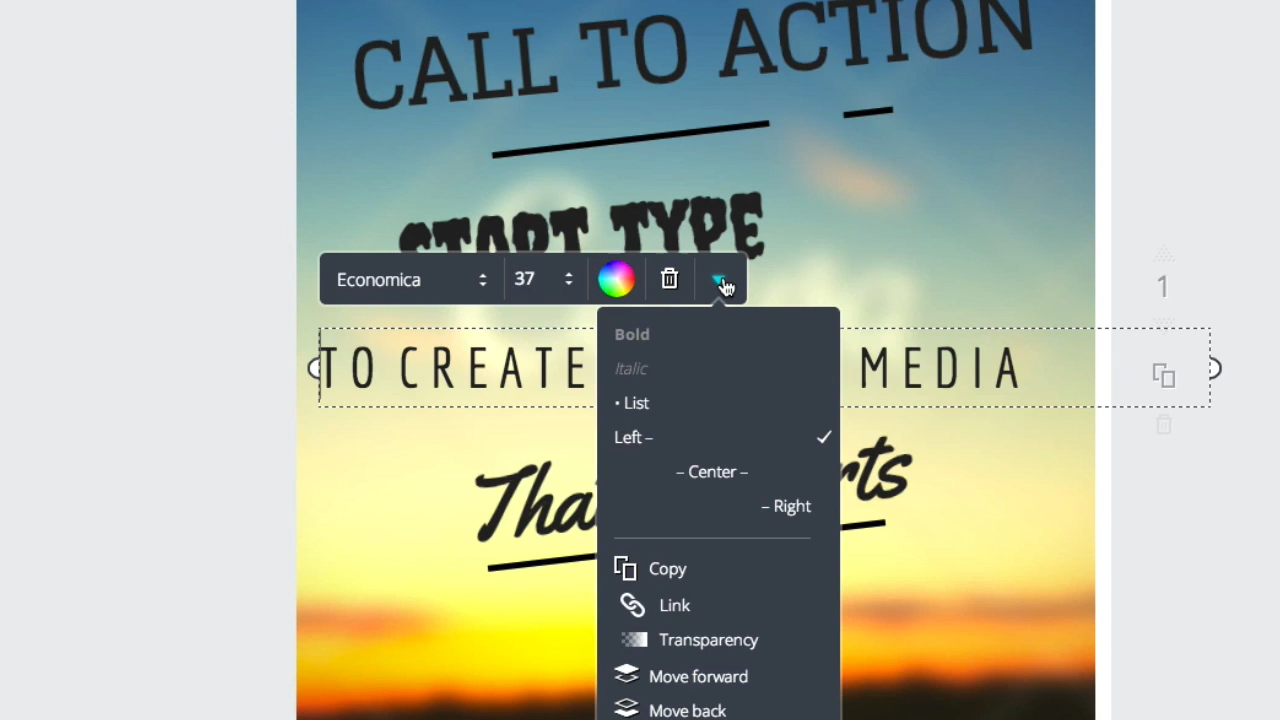 CALL TO ACTION
START TYPE
Economica
37
1
TO CREATE MEDIA
Bold
Italic
• List
Left –
– Center –
– Right
Copy
Link
Transparency
Move forward
Move back